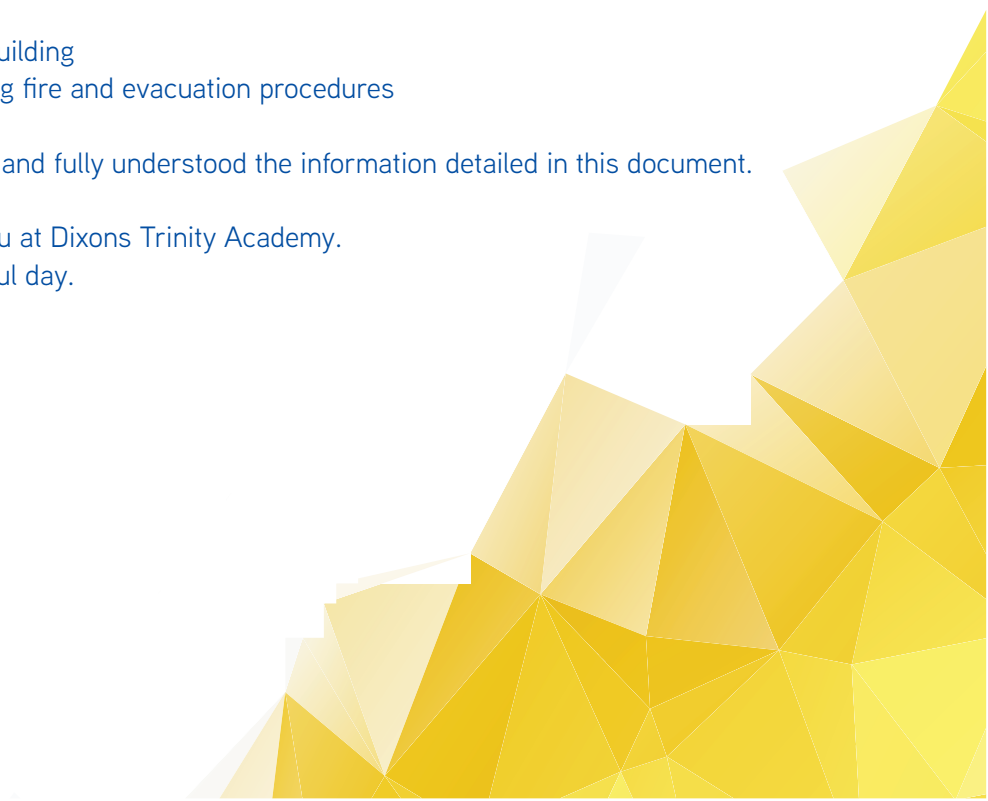 uilding
g fire and evacuation procedures
and fully understood the information detailed in this document.
u at Dixons Trinity Academy.
ul day.